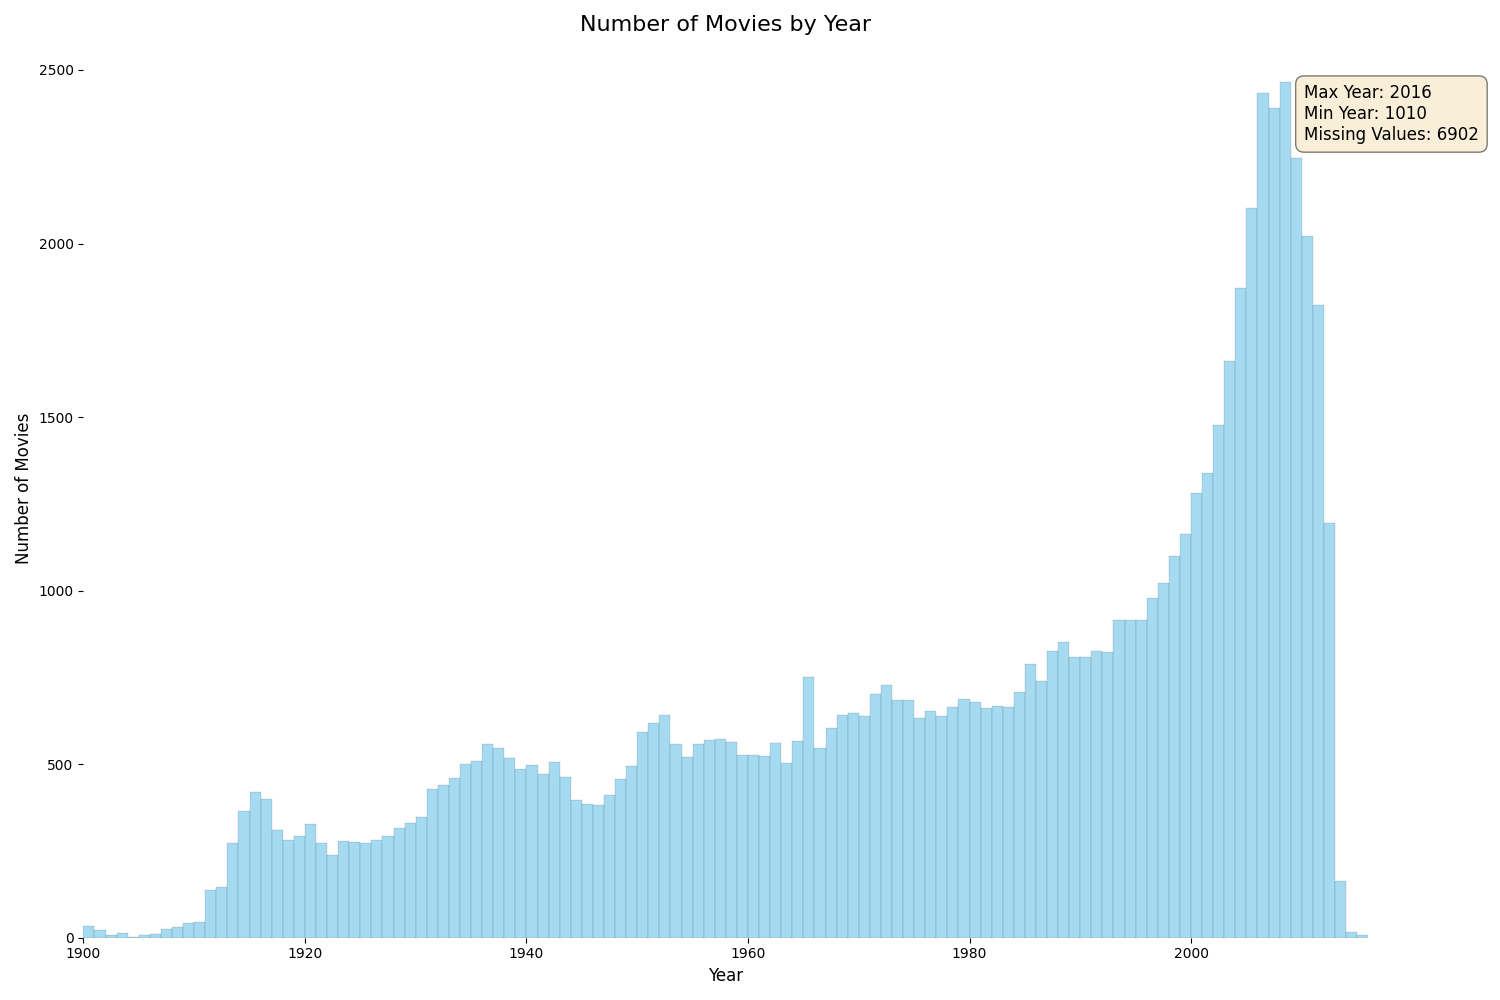 Number of Movies by Year
2500
Max Year: 2016
Min Year: 1010
Missing Values: 6902
2000
1500
Number of Movies
1000
500
0
1900 1920 1940 1960 1980 2000
Year